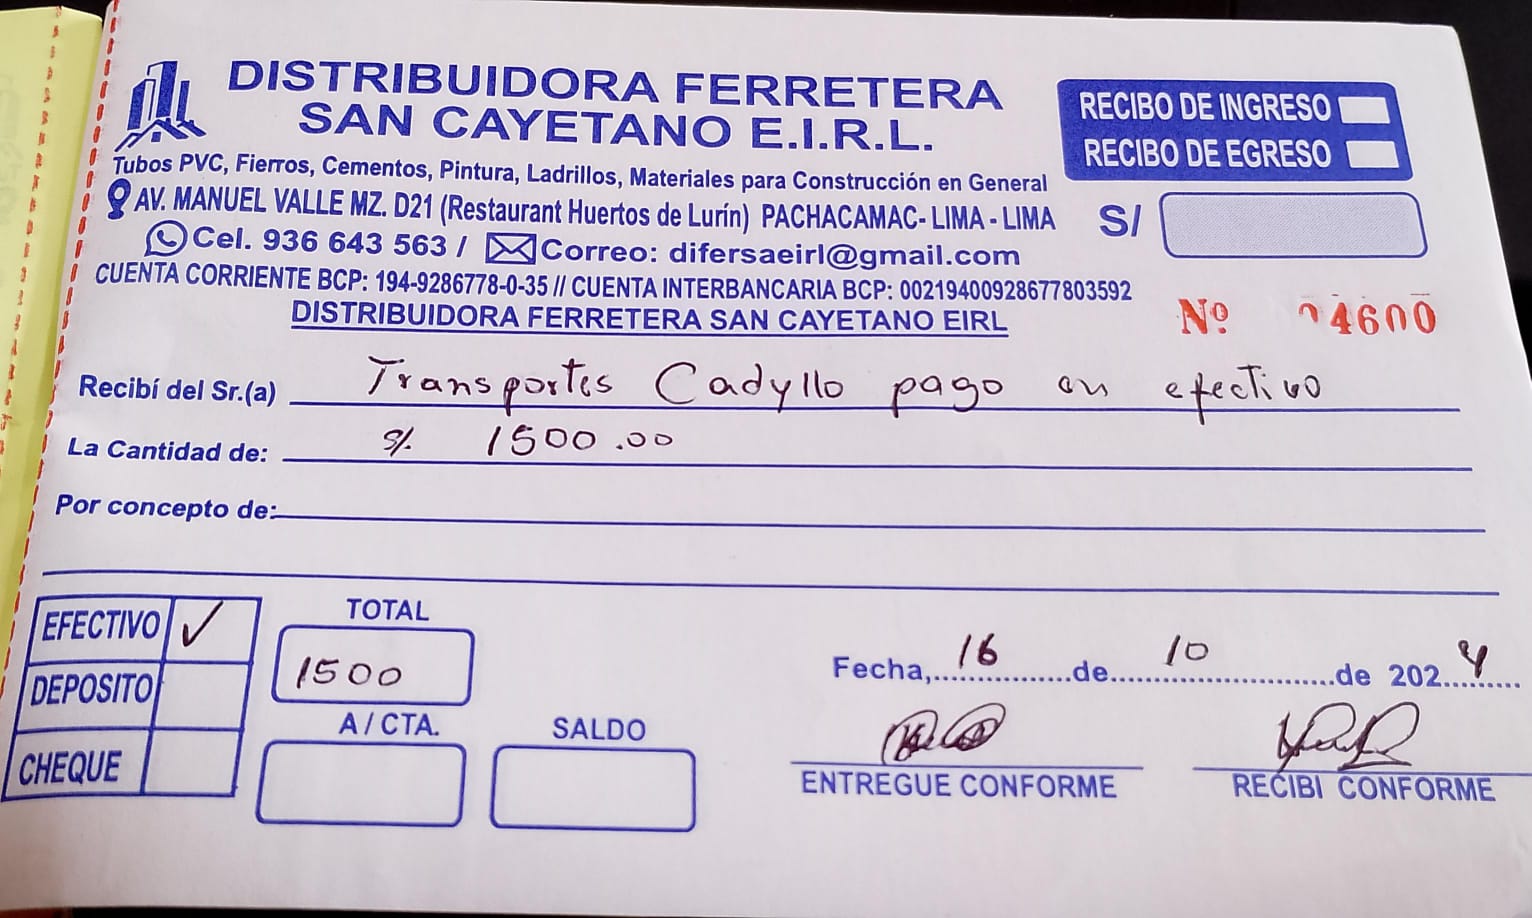 DISTRIBUIDORA FERRETERA
SAN CAYETANO E.I.R.L.
Tubos PVC, Fierros, Cementos, Pintura, Ladrillos, Materiales para Construcción en General
AV. MANUEL VALLE MZ. D21 (Restaurant Huertos de Lurín) PACHACAMAC- LIMA - LIMA
Cel. 936 643 563 / Correo: difersaeirl@gmail.com
CUENTA CORRIENTE BCP: 194-9286778-0-35 // CUENTA INTERBANCARIA BCP: 00219400928677803592
DISTRIBUIDORA FERRETERA SAN CAYETANO EIRL
RECIBO DE INGRESO
RECIBO DE EGRESO
S/
Nº 04600
Recibí del Sr.(a) Transportes Cadyllo pago en efectivo
La Cantidad de: S/. 1500.00
Por concepto de:
EFECTIVO ✓
DEPOSITO
CHEQUE
TOTAL
1500
A / CTA.
SALDO
Fecha, 16 de 10 de 2024
ENTREGUE CONFORME
RECIBI CONFORME